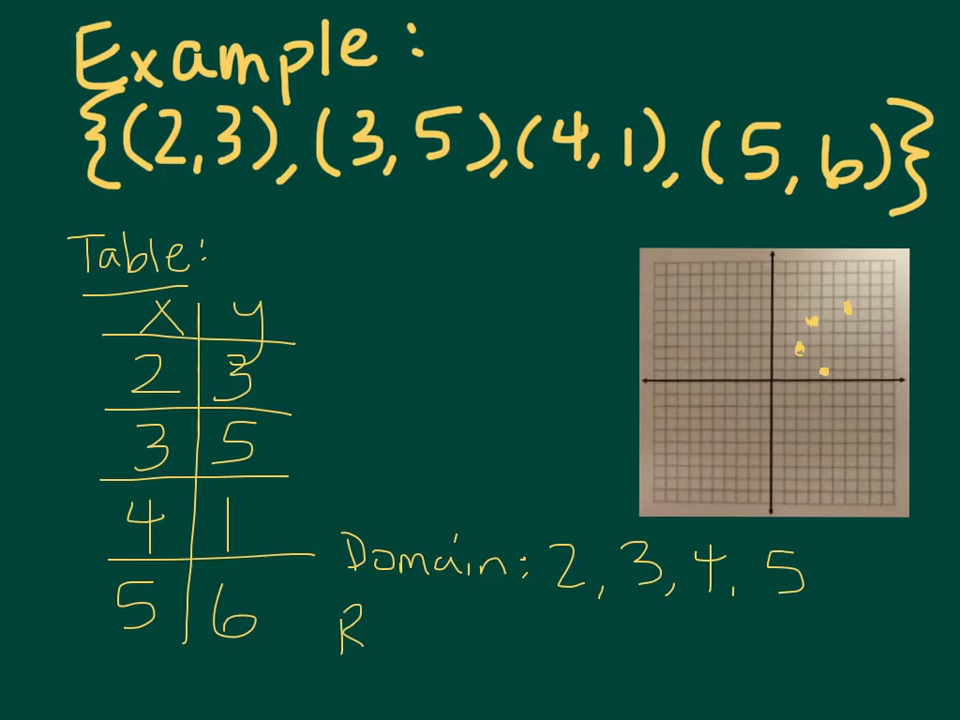 Example:
{(2,3), (3,5), (4,1), (5,6)}
Table:
x y
2 3
3 5
4 1
5 6
Domain: 2, 3, 4, 5
R